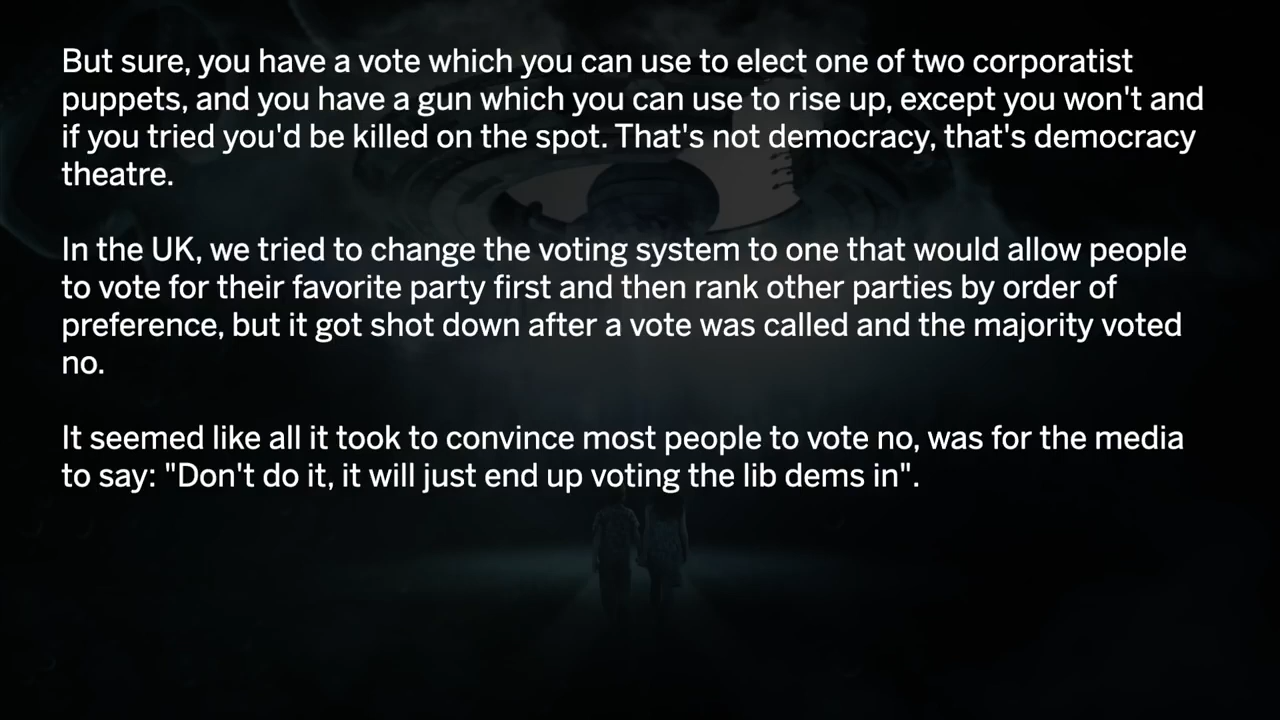 But sure, you have a vote which you can use to elect one of two corporatist
puppets, and you have a gun which you can use to rise up, except you won't and
if you tried you'd be killed on the spot. That's not democracy, that's democracy
theatre.
In the UK, we tried to change the voting system to one that would allow people
to vote for their favorite party first and then rank other parties by order of
preference, but it got shot down after a vote was called and the majority voted
no.
It seemed like all it took to convince most people to vote no, was for the media
to say: "Don't do it, it will just end up voting the lib dems in".